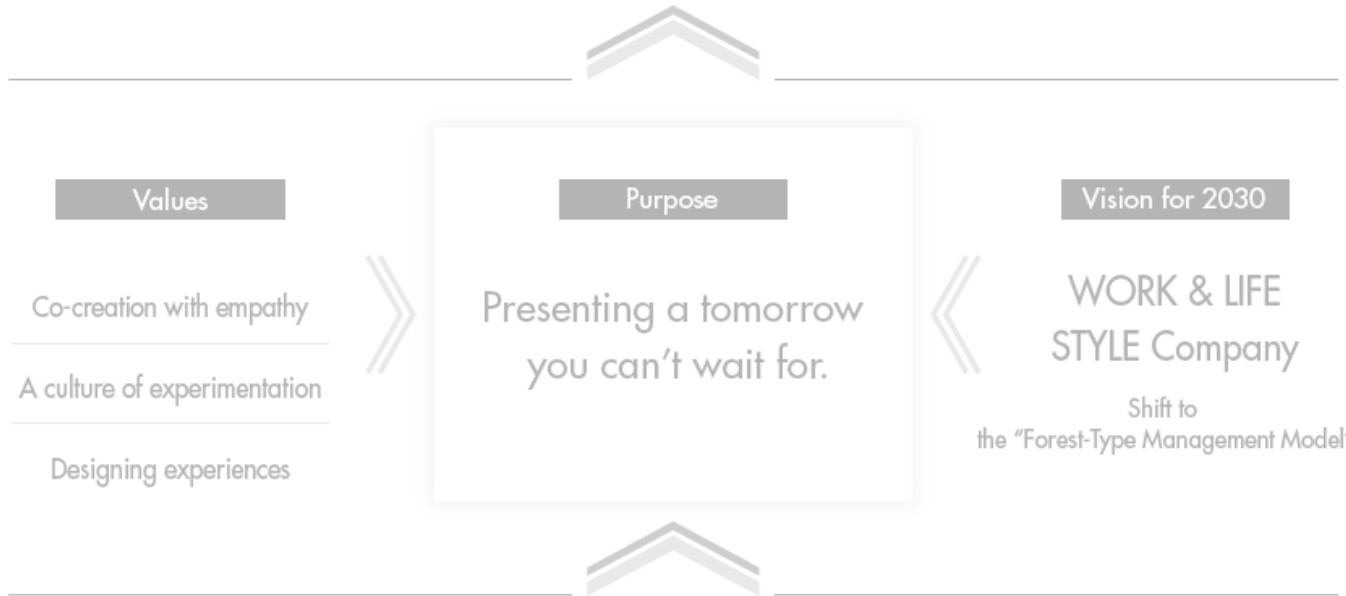 Values
Co-creation with empathy
A culture of experimentation
Designing experiences
Purpose
Presenting a tomorrow
you can't wait for.
Vision for 2030
WORK & LIFE
STYLE Company
Shift to
the “Forest-Type Management Model”